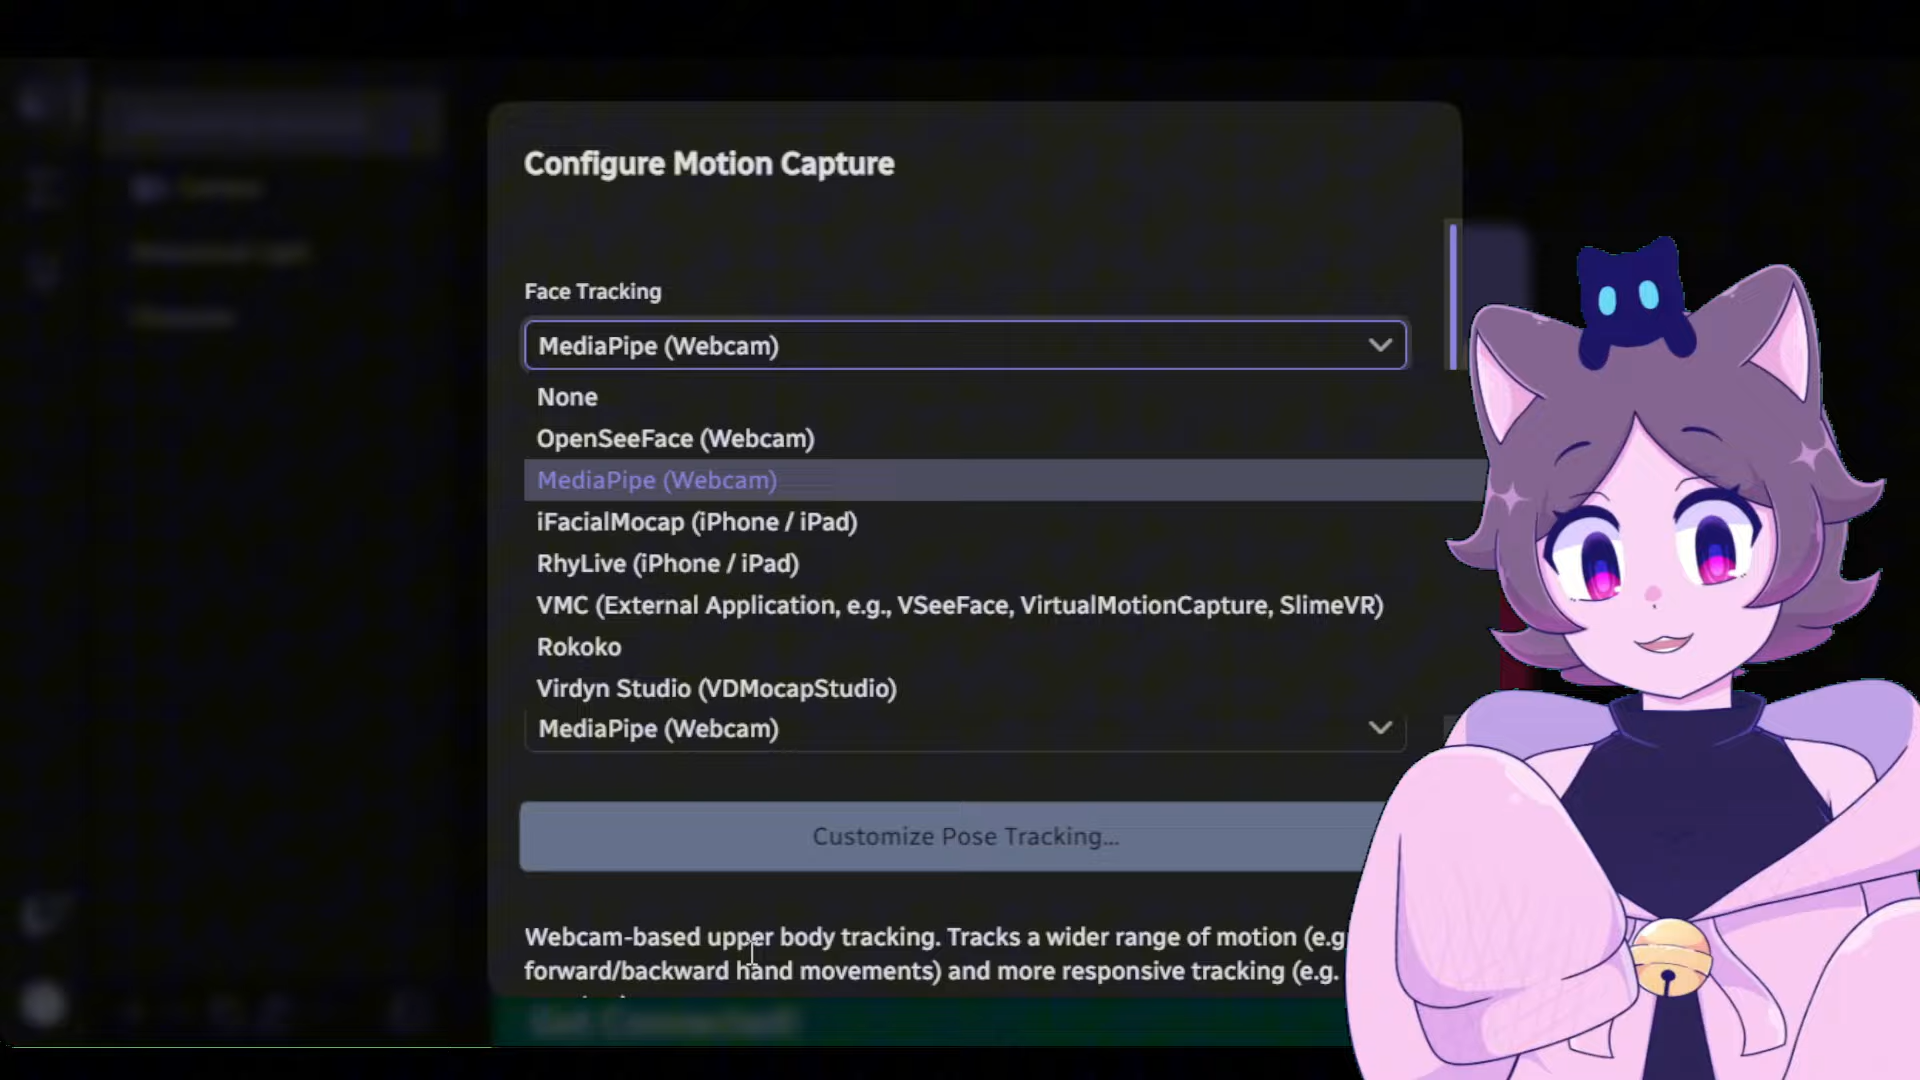 Configure Motion Capture
Face Tracking
MediaPipe (Webcam)
None
OpenSeeFace (Webcam)
MediaPipe (Webcam)
iFacialMocap (iPhone / iPad)
RhyLive (iPhone / iPad)
VMC (External Application, e.g., VSeeFace, VirtualMotionCapture, SlimeVR)
Rokoko
Virdyn Studio (VDMocapStudio)
MediaPipe (Webcam)
Customize Pose Tracking...
Webcam-based upper body tracking. Tracks a wider range of motion (e.g
forward/backward hand movements) and more responsive tracking (e.g.